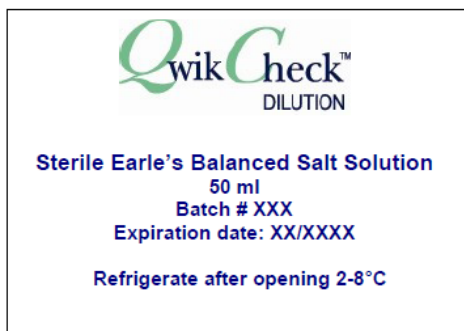 QwikCheck™
DILUTION
Sterile Earle's Balanced Salt Solution
50 ml
Batch # XXX
Expiration date: XX/XXXX
Refrigerate after opening 2-8°C